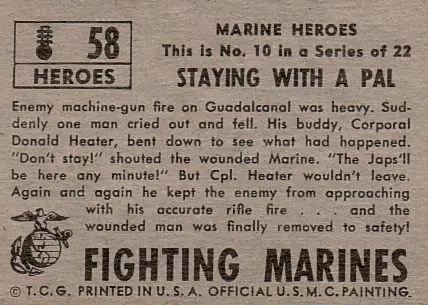 58
HEROES
MARINE HEROES
This is No. 10 in a Series of 22
STAYING WITH A PAL
Enemy machine-gun fire on Guadalcanal was heavy. Sud-
denly one man cried out and fell. His buddy, Corporal
Donald Heater, bent down to see what had happened.
"Don't stay!" shouted the wounded Marine. "The Japs'll
be here any minute!" But Cpl. Heater wouldn't leave.
Again and again he kept the enemy from approaching
with his accurate rifle fire . . . and the
wounded man was finally removed to safety!
FIGHTING MARINES
© T.C.G. PRINTED IN U.S.A. OFFICIAL U.S.M.C. PAINTING.